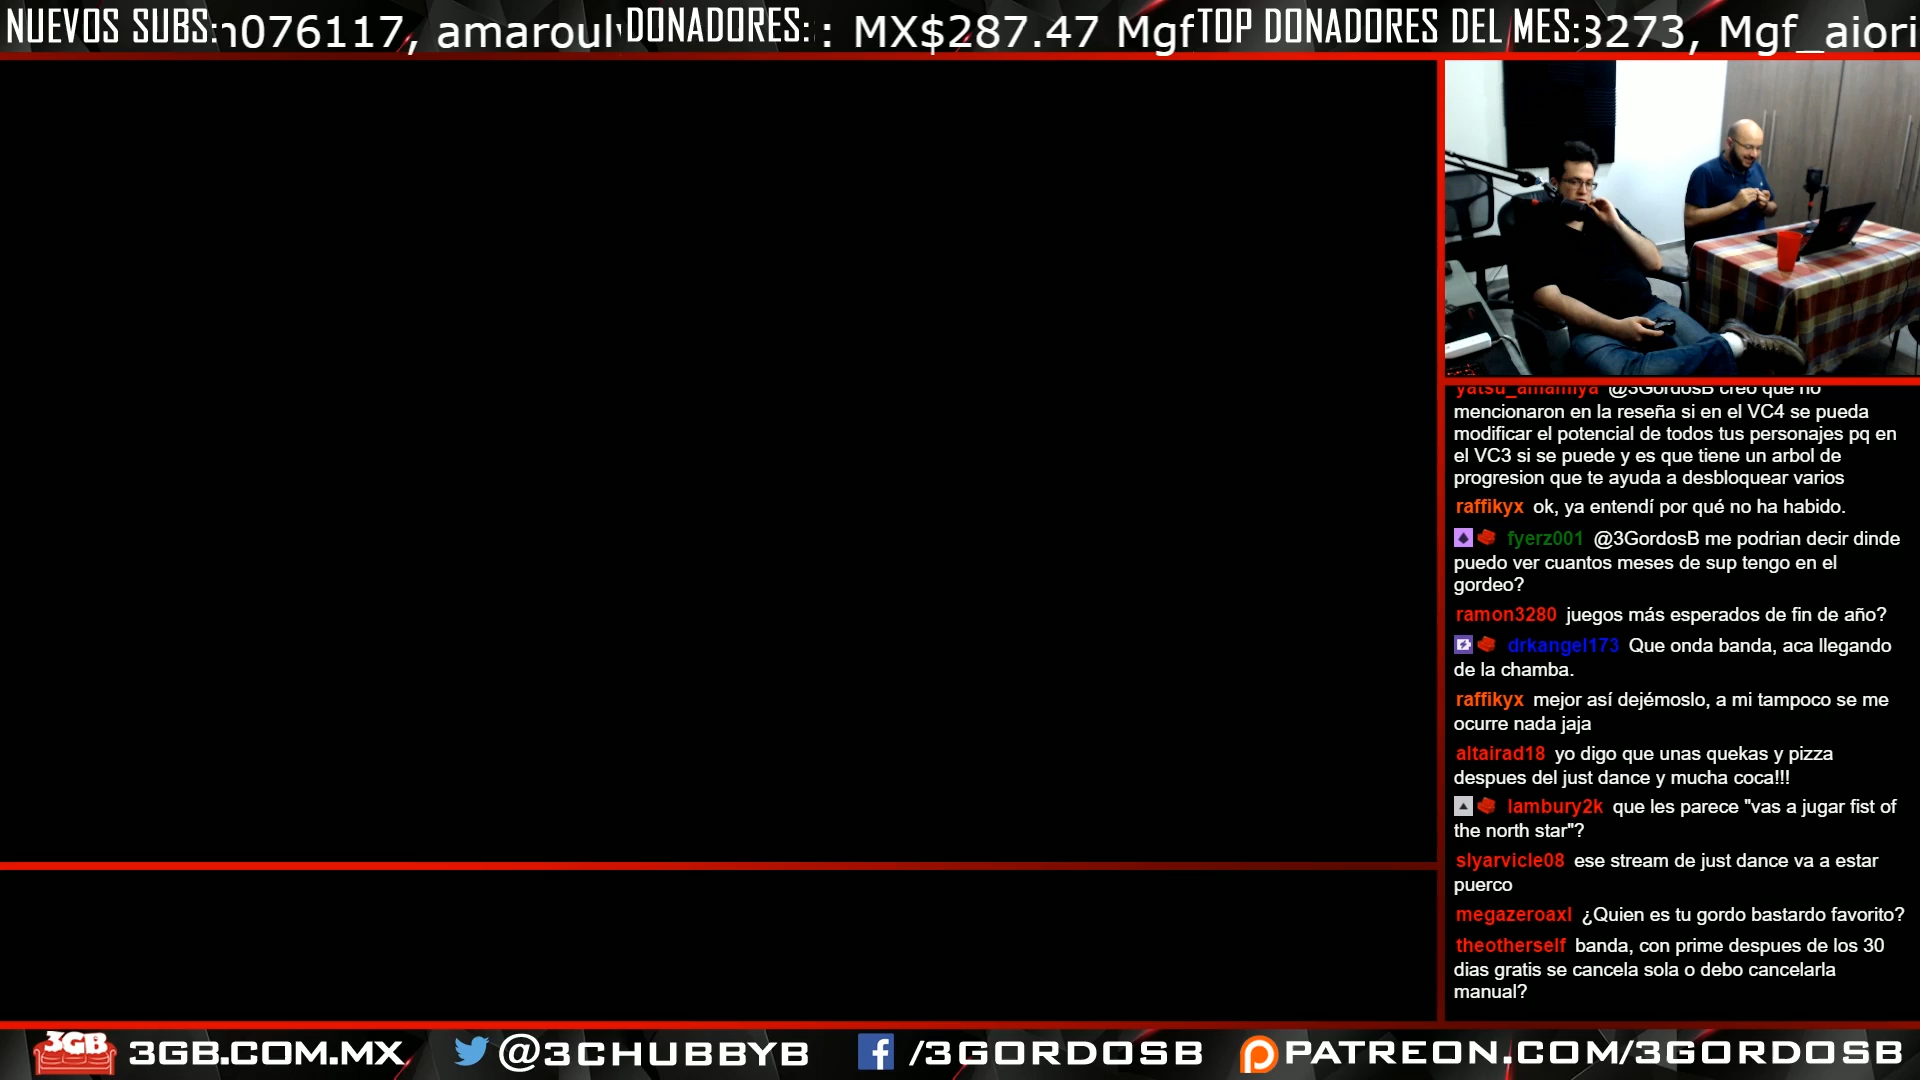 NUEVOS SUBS: n076117, amaroul DONADORES: : MX$287.47 Mgf TOP DONADORES DEL MES: 3273, Mgf_aiori
yatsu_amamiya @3GordosB creo que no
mencionaron en la reseña si en el VC4 se pueda
modificar el potencial de todos tus personajes pq en
el VC3 si se puede y es que tiene un arbol de
progresion que te ayuda a desbloquear varios
raffikyx ok, ya entendí por qué no ha habido.
fyerz001 @3GordosB me podrian decir dinde
puedo ver cuantos meses de sup tengo en el
gordeo?
ramon3280 juegos más esperados de fin de año?
drkangel173 Que onda banda, aca llegando
de la chamba.
raffikyx mejor así dejémoslo, a mi tampoco se me
ocurre nada jaja
altairad18 yo digo que unas quekas y pizza
despues del just dance y mucha coca!!!
lambury2k que les parece "vas a jugar fist of
the north star"?
slyarvicle08 ese stream de just dance va a estar
puerco
megazeroaxl ¿Quien es tu gordo bastardo favorito?
theotherself banda, con prime despues de los 30
dias gratis se cancela sola o debo cancelarla
manual?
3GB 3GB.COM.MX @3CHUBBYB /3GORDOSB PATREON.COM/3GORDOSB